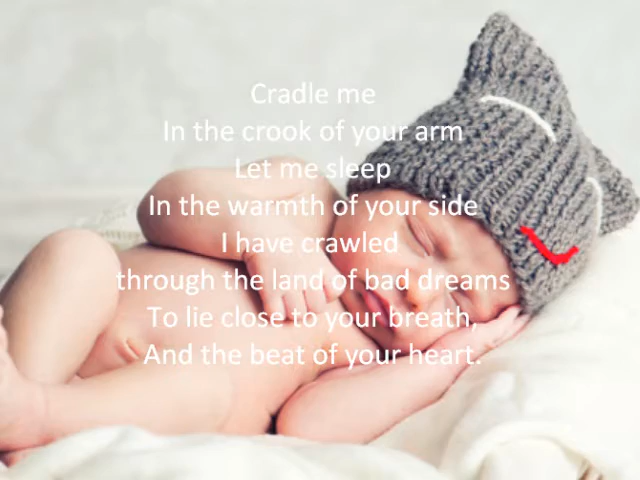 Cradle me
In the crook of your arm
Let me sleep
In the warmth of your side
I have crawled
through the land of bad dreams
To lie close to your breath,
And the beat of your heart.